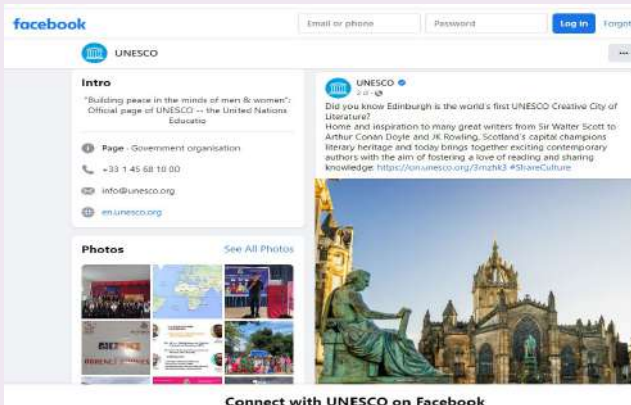 facebook
Email or phone
Password
Log In
Forgot
UNESCO
...
Intro
"Building peace in the minds of men & women":
Official page of UNESCO -- the United Nations
Educatio
Page · Government organisation
+33 1 45 68 10 00
info@unesco.org
en.unesco.org
Photos
See All Photos
UNESCO
2 d ·
Did you know Edinburgh is the world's first UNESCO Creative City of
Literature?
Home and inspiration to many great writers from Sir Walter Scott to
Arthur Conan Doyle and JK Rowling, Scotland's capital champions
literary heritage and today brings together exciting contemporary
authors with the aim of fostering a love of reading and sharing
knowledge: https://on.unesco.org/3mzhk3 #ShareCulture
Connect with UNESCO on Facebook